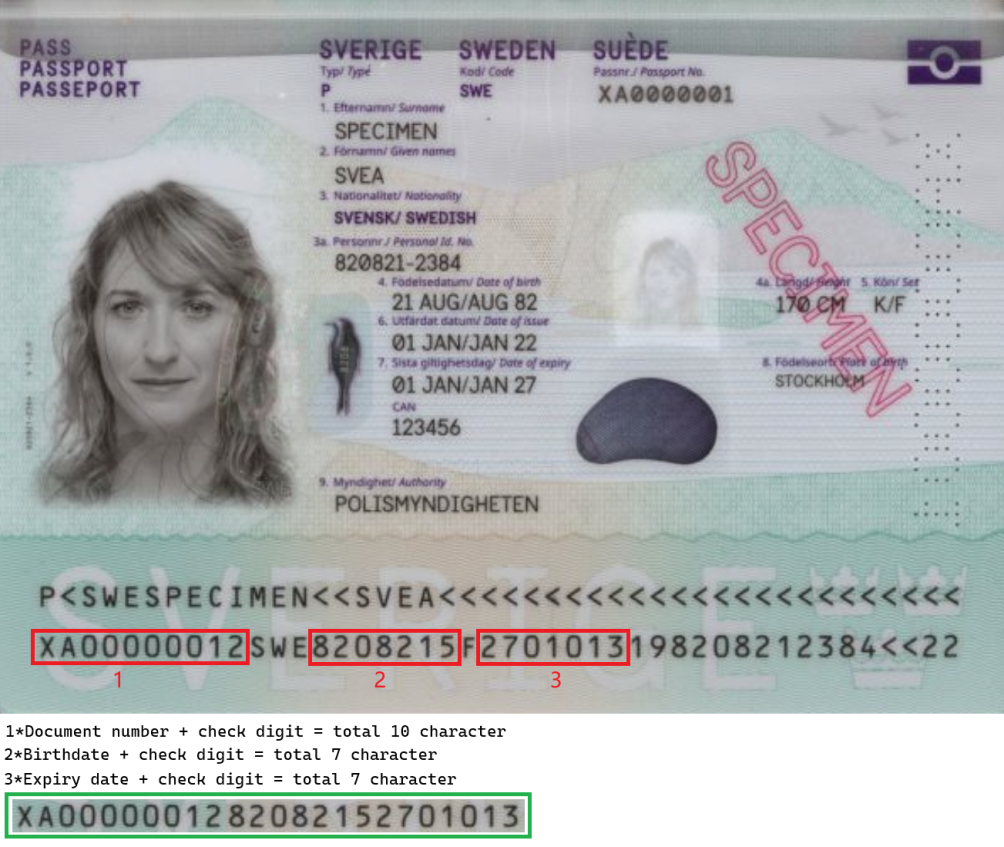 PASS
PASSPORT
PASSEPORT
SVERIGE SWEDEN SUÈDE
Typ/ Typé Kod/ Code Passnr./ Passport No.
P SWE XA0000001
1. Efternamn/ Surname
SPECIMEN
2. Förnamn/ Given names
SVEA
3. Nationalitet/ Nationality
SVENSK/ SWEDISH
3a. Personnr./ Personal Id. No.
820821-2384
4. Födelsedatum/ Date of birth 4a. Längd/ Height 5. Kön/ Sex
21 AUG/AUG 82 170 CM K/F
6. Utfärdat datum/ Date of issue
01 JAN/JAN 22
7. Sista giltighetsdag/ Date of expiry 8. Födelseort/ Place of birth
01 JAN/JAN 27 STOCKHOLM
CAN
123456
9. Myndighet/ Authority
POLISMYNDIGHETEN
SPECIMEN
SVERIGE
P<SWESPECIMEN<<SVEA<<<<<<<<<<<<<<<<<<<<<<<<<
XA00000012SWE8208215F2701013198208212384<<22
1 2 3
1*Document number + check digit = total 10 character
2*Birthdate + check digit = total 7 character
3*Expiry date + check digit = total 7 character
XA0000001282082152701013